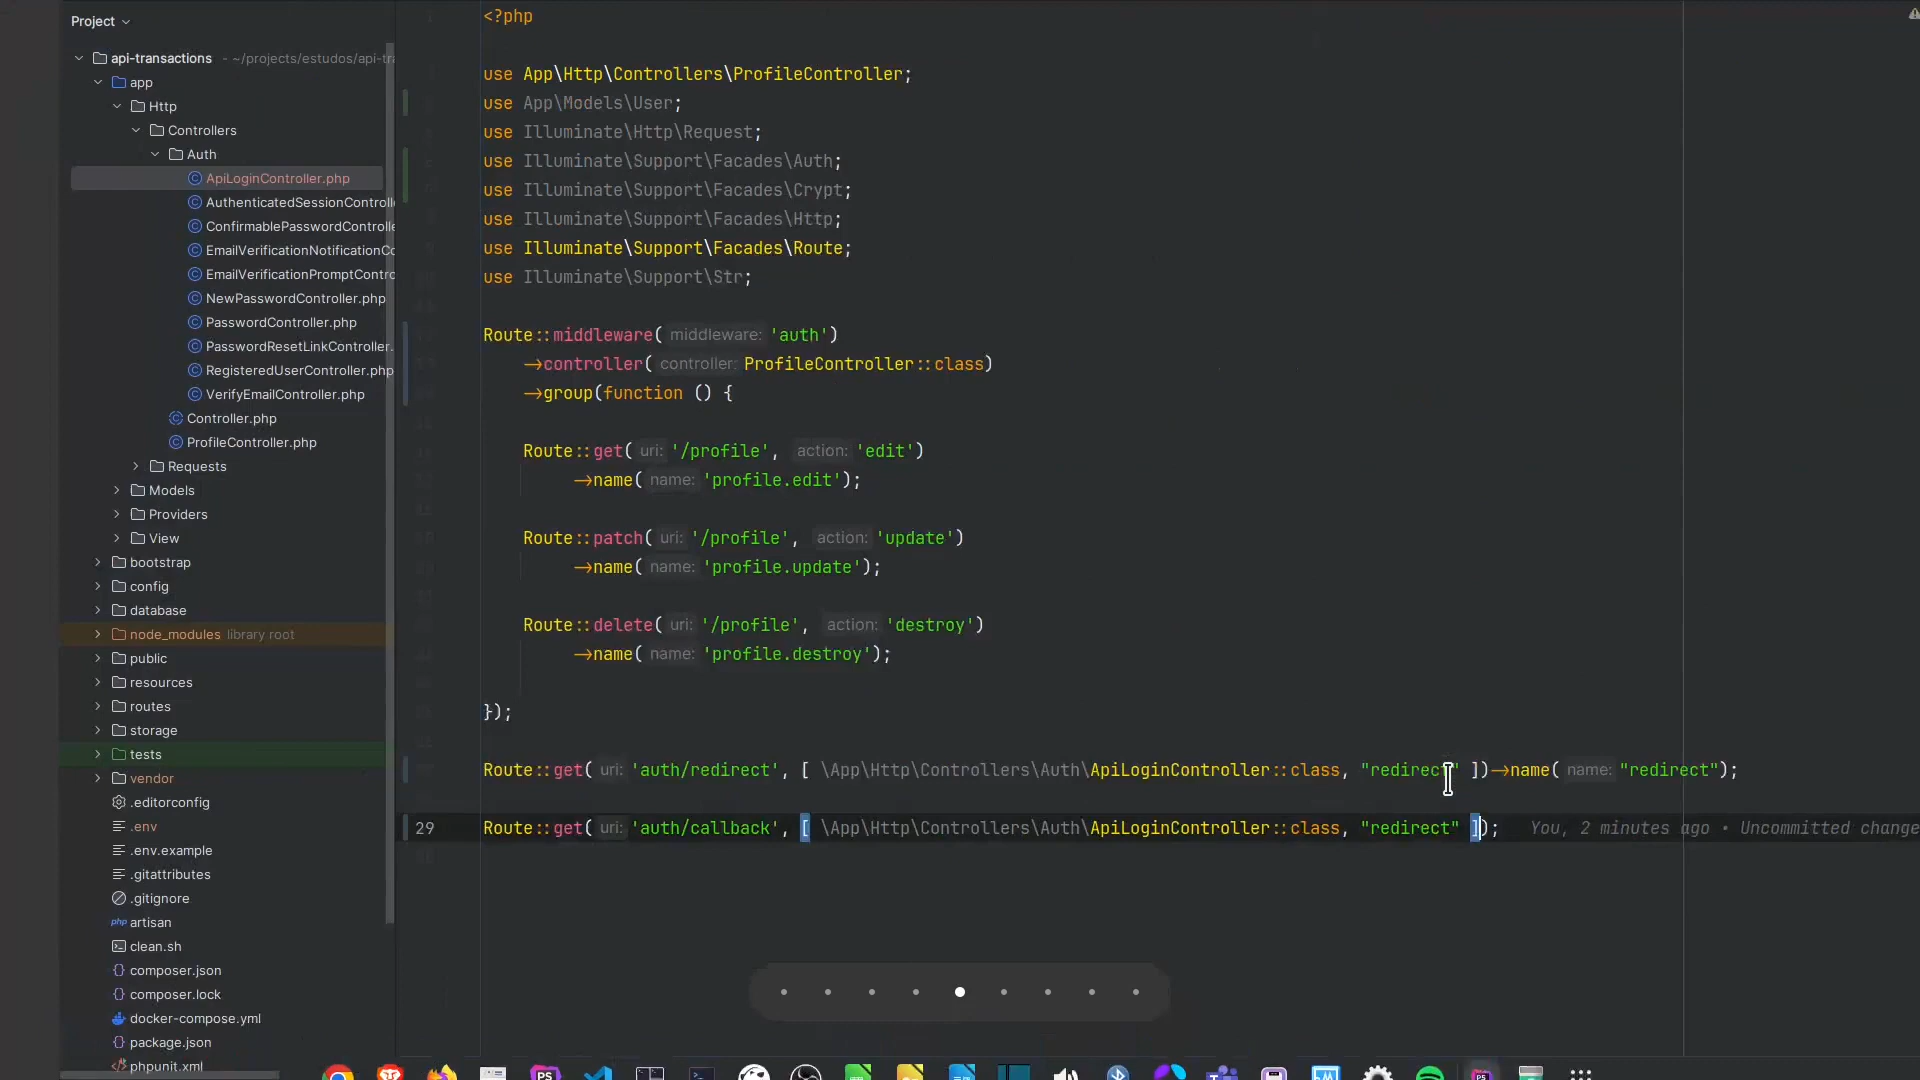 Project
api-transactions - ~/projects/estudos/api-tr
app
Http
Controllers
Auth
ApiLoginController.php
AuthenticatedSessionControll
ConfirmablePasswordControlle
EmailVerificationNotificationCo
EmailVerificationPromptContro
NewPasswordController.php
PasswordController.php
PasswordResetLinkController.
RegisteredUserController.php
VerifyEmailController.php
Controller.php
ProfileController.php
Requests
Models
Providers
View
bootstrap
config
database
node_modules library root
public
resources
routes
storage
tests
vendor
.editorconfig
.env
.env.example
.gitattributes
.gitignore
php artisan
clean.sh
composer.json
composer.lock
docker-compose.yml
package.json
phpunit.xml
<?php
use App\Http\Controllers\ProfileController;
use App\Models\User;
use Illuminate\Http\Request;
use Illuminate\Support\Facades\Auth;
use Illuminate\Support\Facades\Crypt;
use Illuminate\Support\Facades\Http;
use Illuminate\Support\Facades\Route;
use Illuminate\Support\Str;
Route::middleware( middleware: 'auth')
->controller( controller: ProfileController::class)
->group(function () {
Route::get( uri: '/profile', action: 'edit')
->name( name: 'profile.edit');
Route::patch( uri: '/profile', action: 'update')
->name( name: 'profile.update');
Route::delete( uri: '/profile', action: 'destroy')
->name( name: 'profile.destroy');
});
Route::get( uri: 'auth/redirect', [ \App\Http\Controllers\Auth\ApiLoginController::class, "redirect" ])->name( name: "redirect");
29 Route::get( uri: 'auth/callback', [ \App\Http\Controllers\Auth\ApiLoginController::class, "redirect" ]); You, 2 minutes ago • Uncommitted change
PS
PS